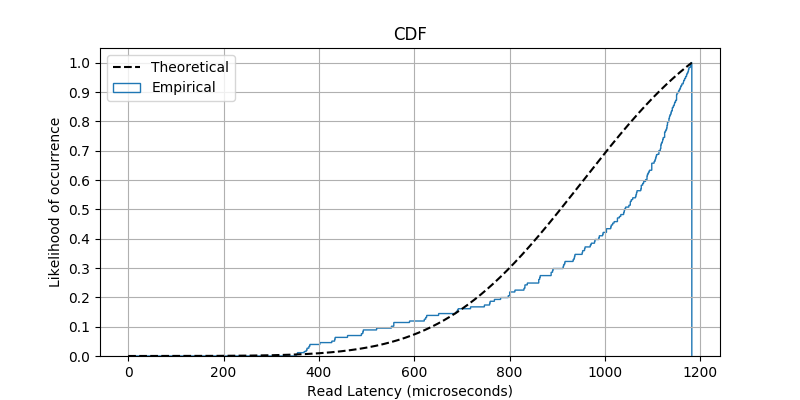 CDF
Theoretical
Empirical
Likelihood of occurrence
1.0
0.9
0.8
0.7
0.6
0.5
0.4
0.3
0.2
0.1
0.0
0 200 400 600 800 1000 1200
Read Latency (microseconds)